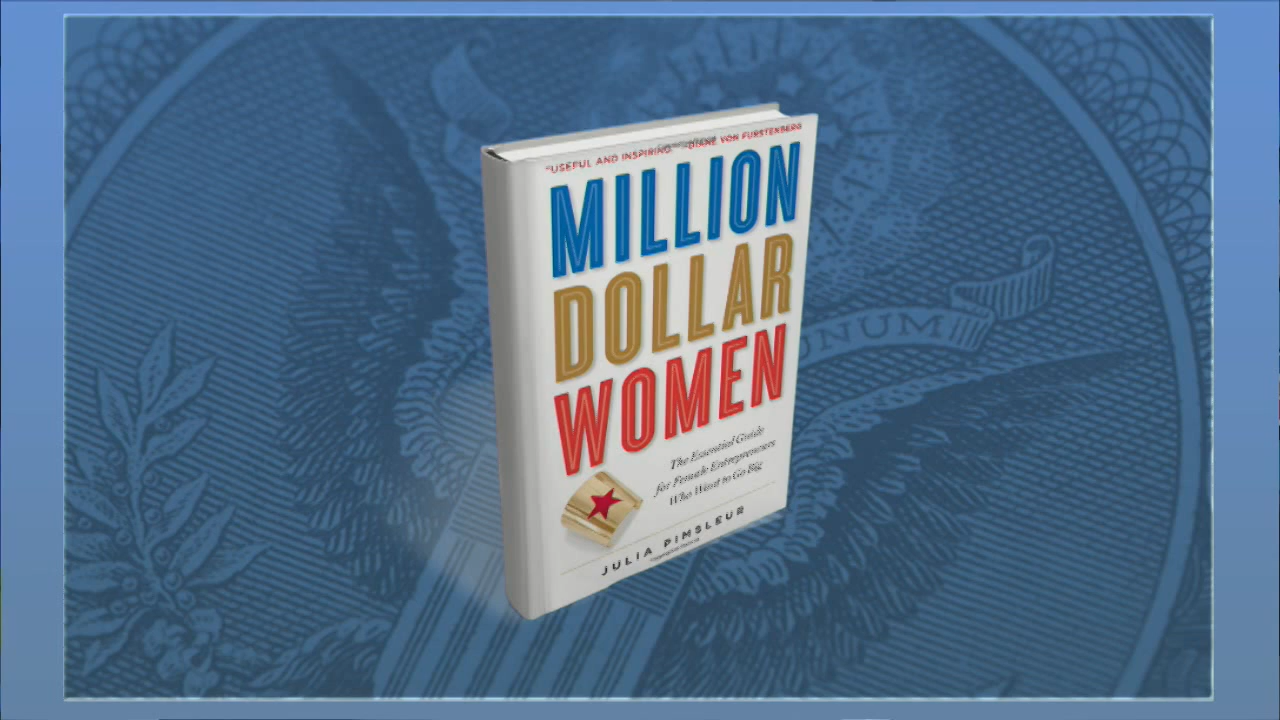 "USEFUL AND INSPIRING." —DIANE VON FURSTENBERG
MILLION
DOLLAR
WOMEN
The Essential Guide
for Female Entrepreneurs
Who Want to Go Big
JULIA PIMSLEUR
UNUM